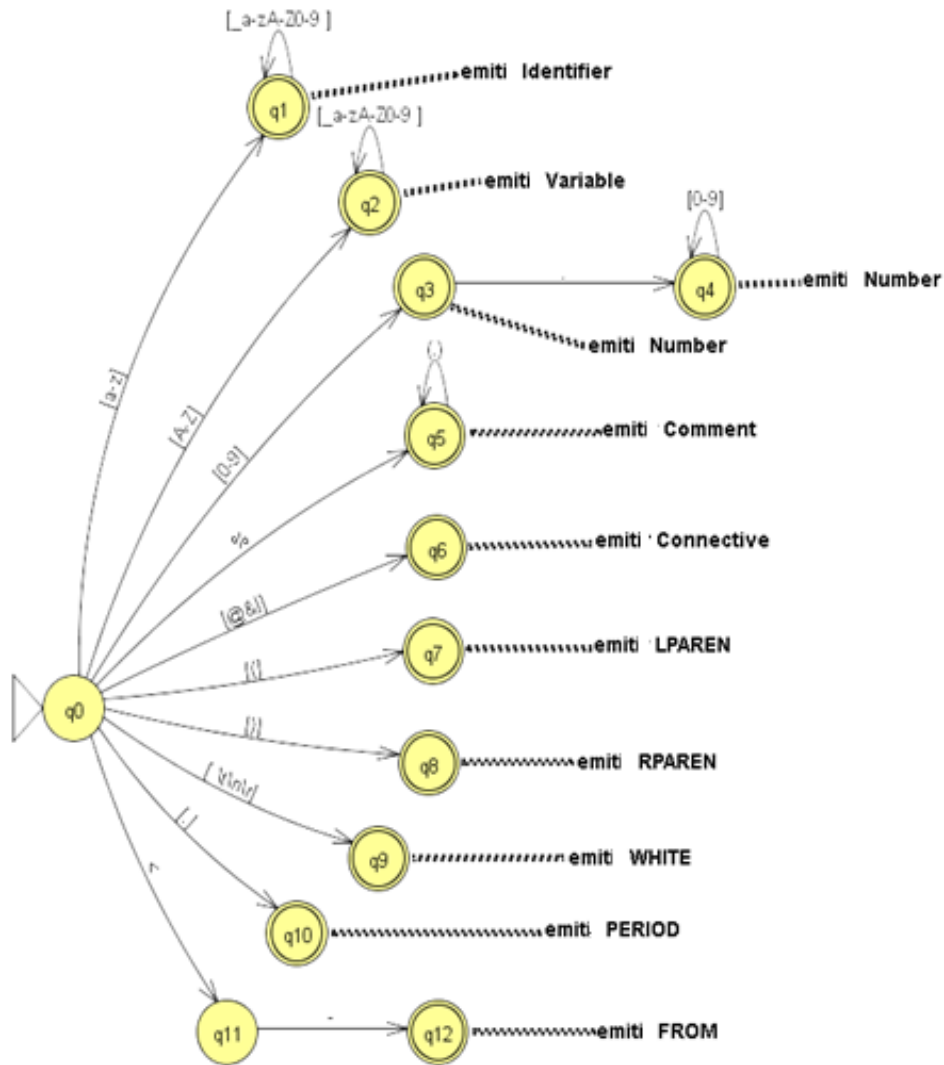 [_a-zA-Z0-9 ]
emiti Identifier
q1
[_a-zA-Z0-9 ]
emiti Variable
q2
[0-9]
q3
.
q4
emiti Number
emiti Number
[a-z]
[A-Z]
[0-9]
q5
emiti Comment
%
q6
emiti Connective
[@&|]
q7
emiti LPAREN
[(]
q0
[)]
q8
emiti RPAREN
[ \t\n\r]
q9
emiti WHITE
[.]
q10
emiti PERIOD
<
q11
-
q12
emiti FROM